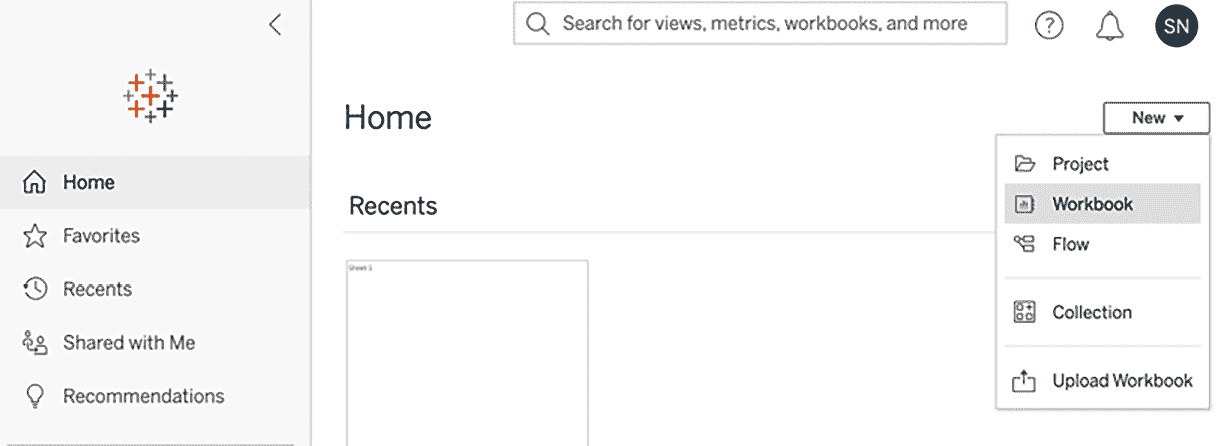 Search for views, metrics, workbooks, and more
SN
Home
New
Project
Home
Workbook
Recents
Favorites
Flow
Sheet 1
Recents
Collection
Shared with Me
Upload Workbook
Recommendations